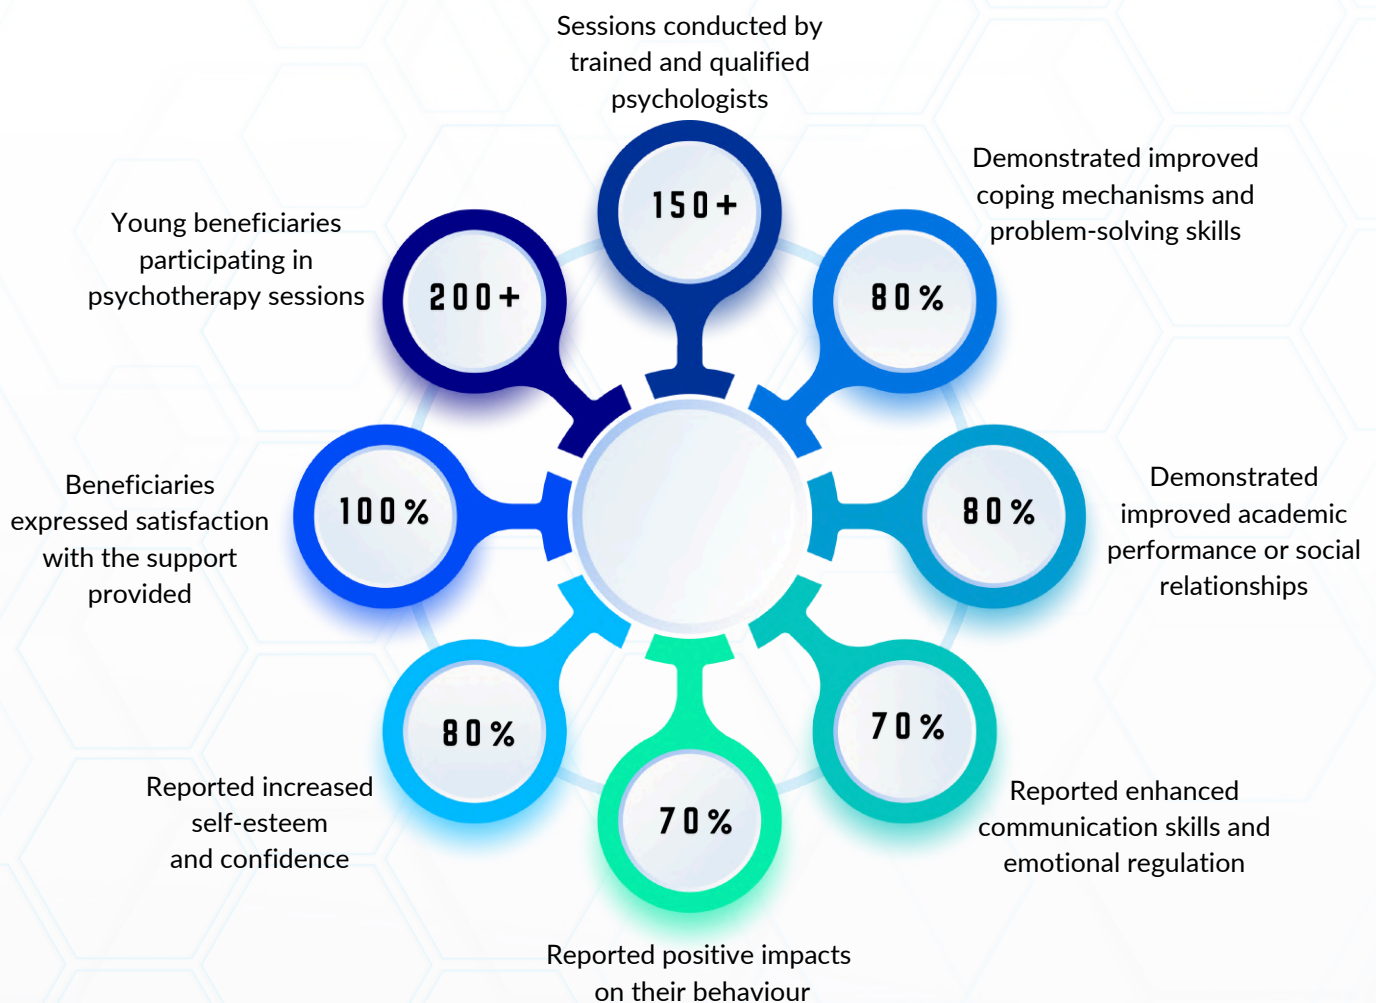 Sessions conducted by
trained and qualified
psychologists
150+
Demonstrated improved
coping mechanisms and
problem-solving skills
80%
Demonstrated
improved academic
performance or social
relationships
80%
Reported enhanced
communication skills and
emotional regulation
70%
Reported positive impacts
on their behaviour
70%
Reported increased
self-esteem
and confidence
80%
Beneficiaries
expressed satisfaction
with the support
provided
100%
Young beneficiaries
participating in
psychotherapy sessions
200+